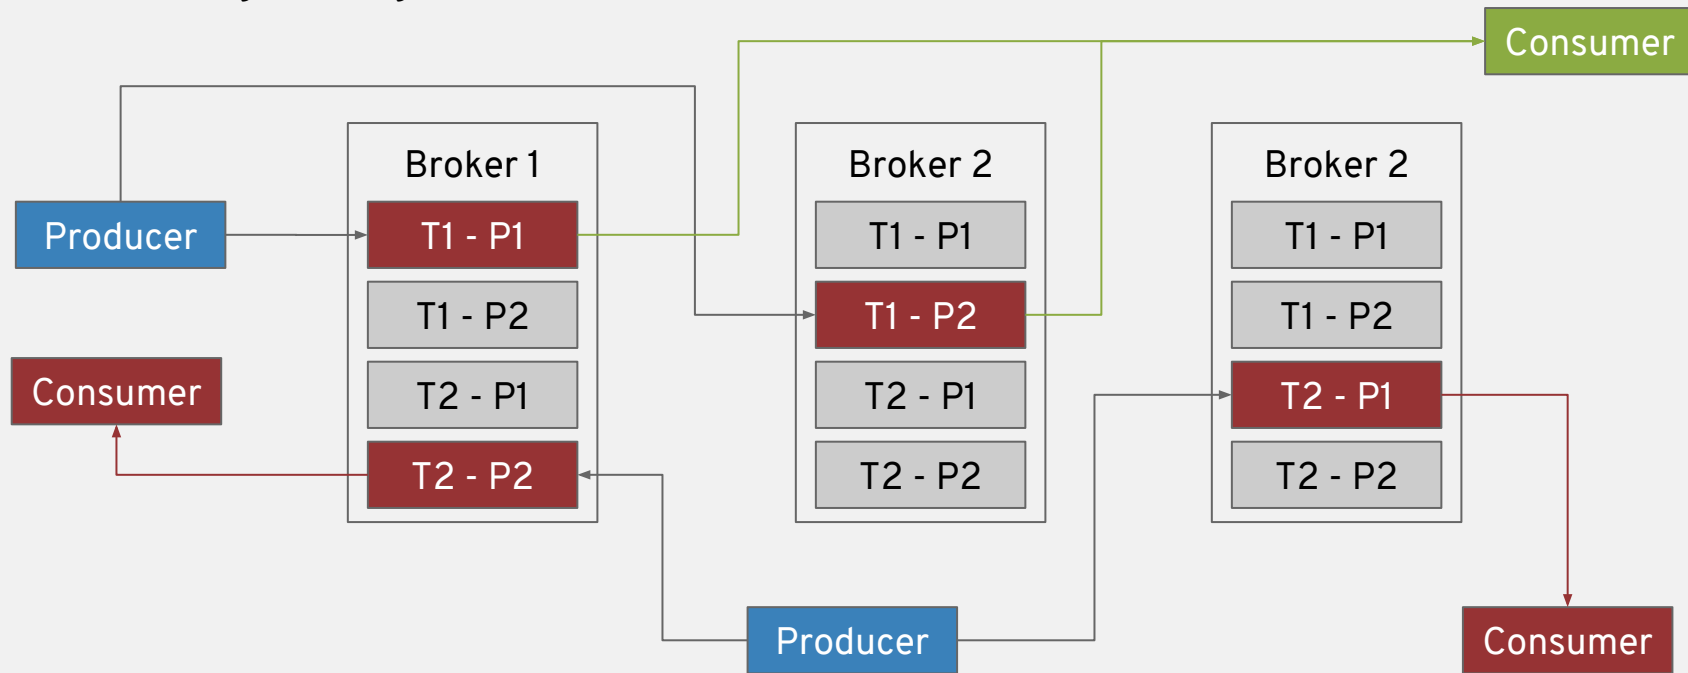 Consumer
Broker 1
Broker 2
Broker 2
Producer
T1 - P1
T1 - P1
T1 - P1
T1 - P2
T1 - P2
T1 - P2
Consumer
T2 - P1
T2 - P1
T2 - P1
T2 - P2
T2 - P2
T2 - P2
Producer
Consumer